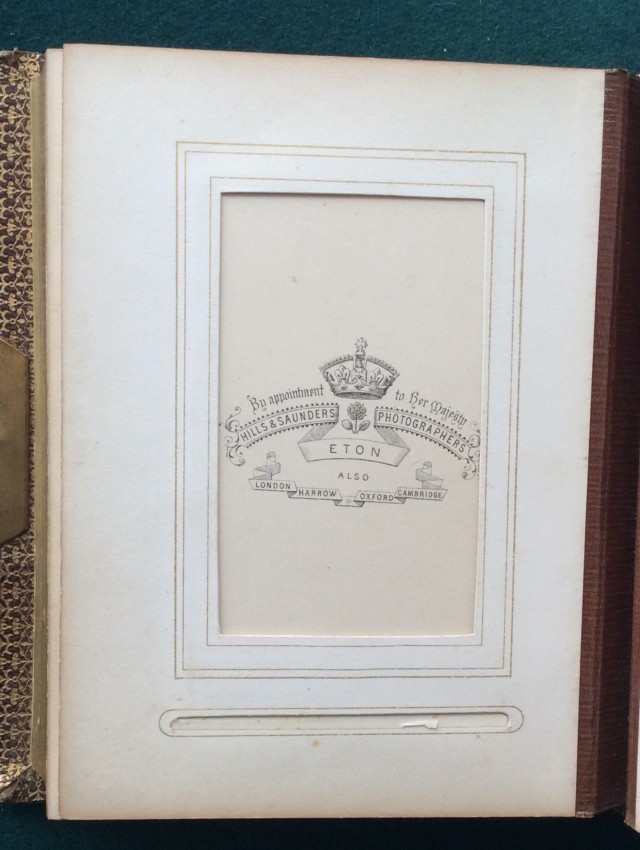 By appointment to Her Majesty
HILLS & SAUNDERS PHOTOGRAPHERS
ETON
ALSO
LONDON HARROW OXFORD CAMBRIDGE